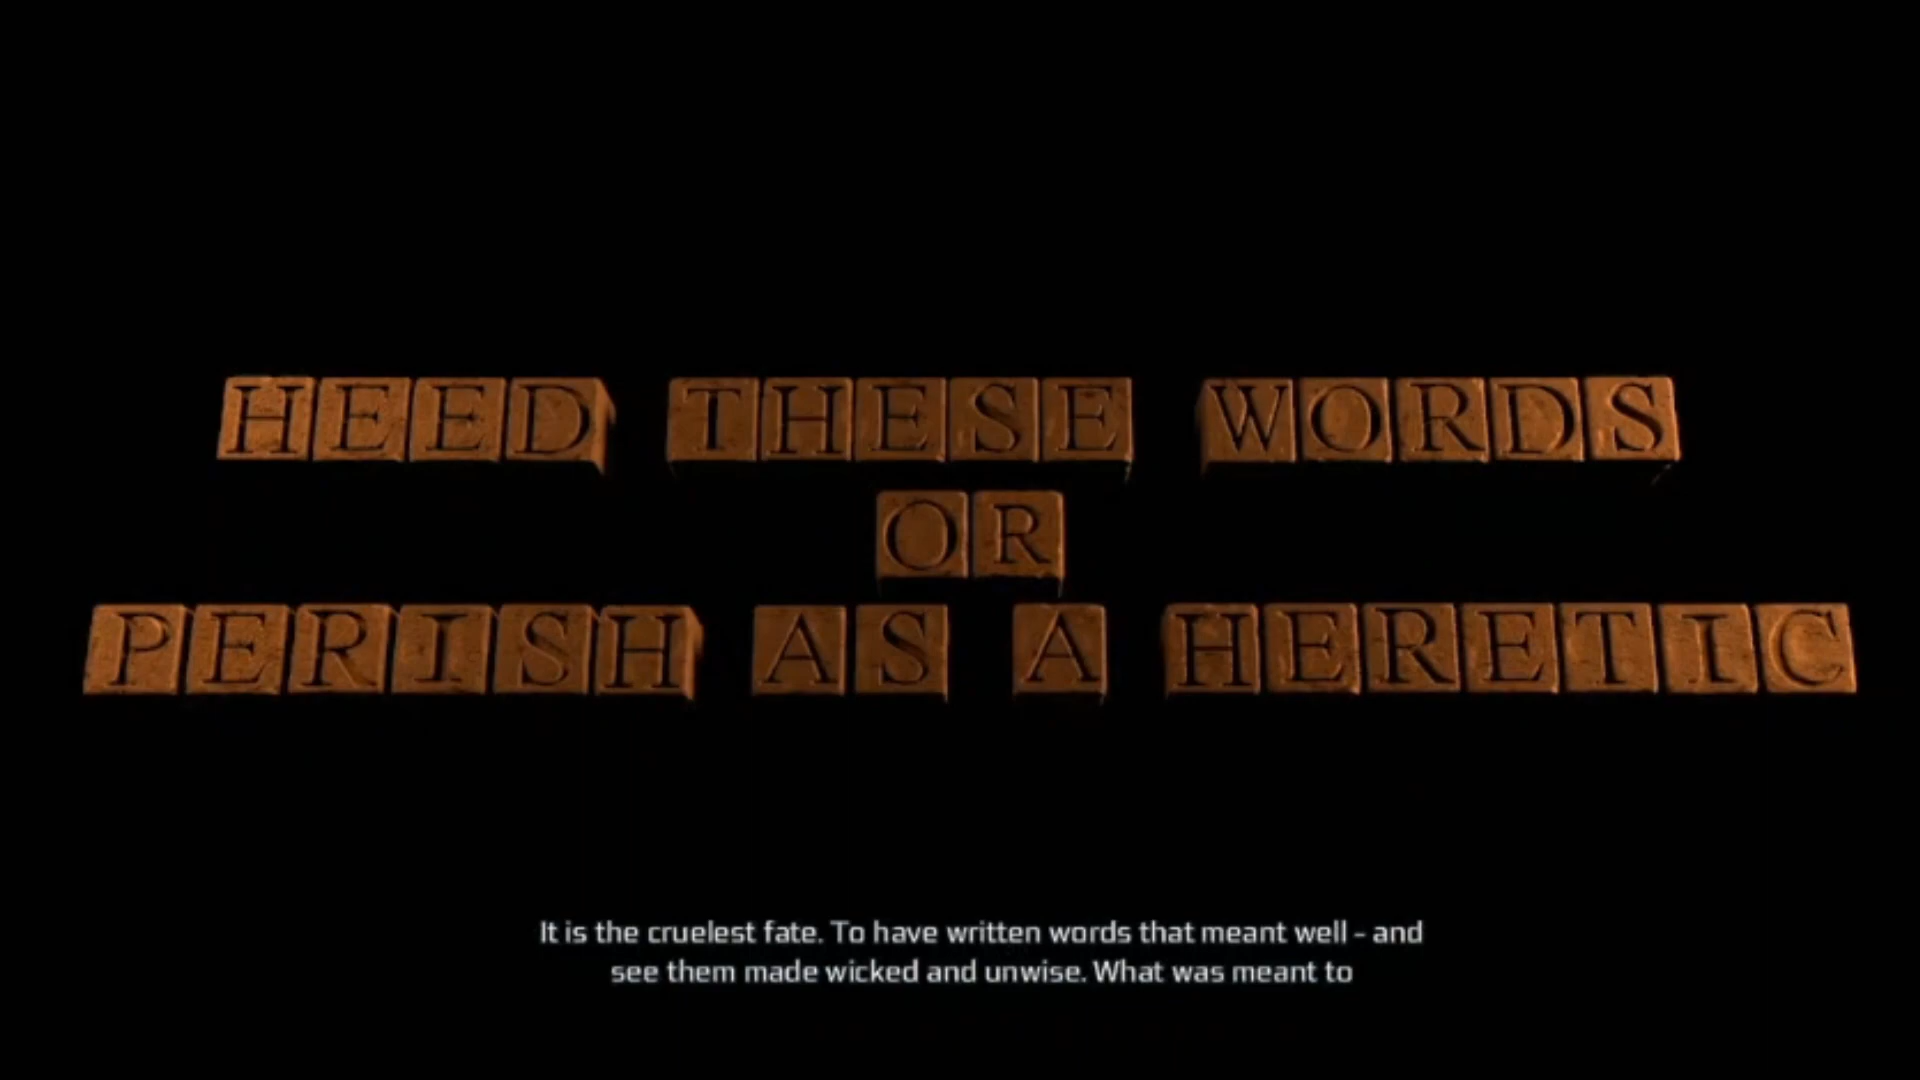 HEED THESE WORDS
OR
PERISH AS A HERETIC
It is the cruelest fate. To have written words that meant well - and
see them made wicked and unwise. What was meant to